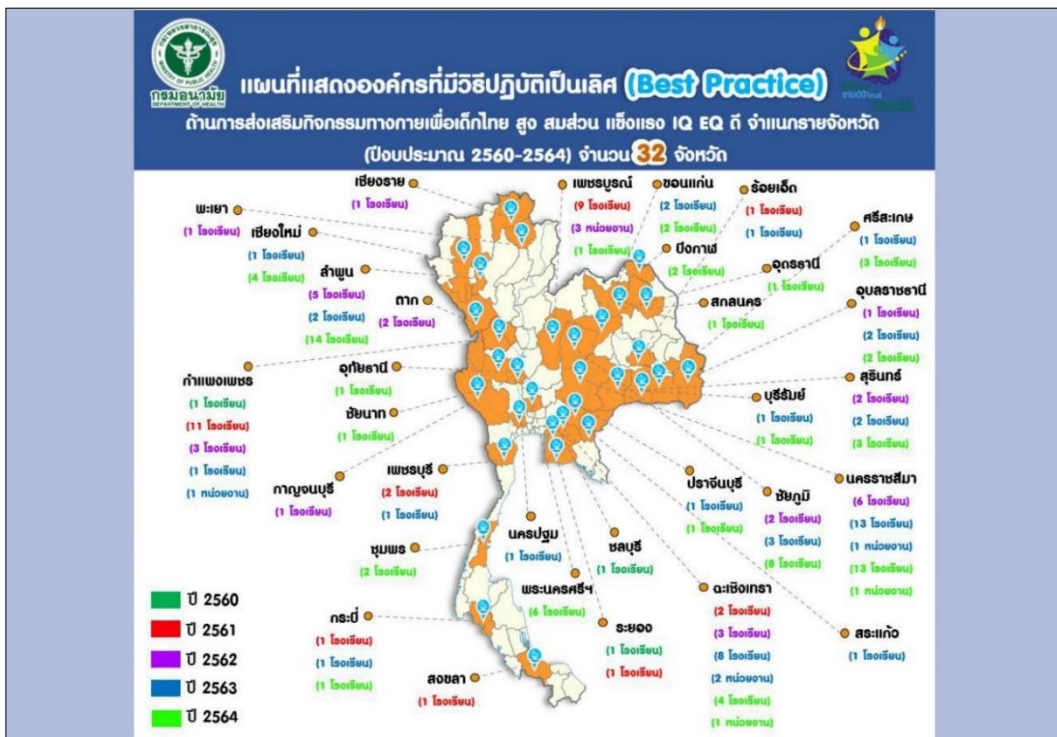 กระทรวงสาธารณสุข
MINISTRY OF PUBLIC HEALTH
กรมอนามัย
DEPARTMENT OF HEALTH
แผนที่แสดงองค์กรที่มีวิธีปฏิบัติเป็นเลิศ (Best Practice)
ด้านการส่งเสริมกิจกรรมทางกายเพื่อเด็กไทย สูง สมส่วน แข็งแรง IQ EQ ดี จำแนกรายจังหวัด
(ปีงบประมาณ 2560-2564) จำนวน 32 จังหวัด
เชียงราย
(1 โรงเรียน)
พะเยา
(1 โรงเรียน)
เชียงใหม่
(1 โรงเรียน)
(4 โรงเรียน)
ลำพูน
(5 โรงเรียน)
(2 โรงเรียน)
(14 โรงเรียน)
ตาก
(2 โรงเรียน)
เพชรบูรณ์
(9 โรงเรียน)
(3 หน่วยงาน)
(1 โรงเรียน)
ขอนแก่น
(2 โรงเรียน)
(2 โรงเรียน)
บึงกาฬ
(2 โรงเรียน)
ร้อยเอ็ด
(1 โรงเรียน)
(1 โรงเรียน)
ศรีสะเกษ
(1 โรงเรียน)
(3 โรงเรียน)
อุดรธานี
(1 โรงเรียน)
สกลนคร
(1 โรงเรียน)
อุบลราชธานี
(1 โรงเรียน)
(2 โรงเรียน)
(2 โรงเรียน)
กำแพงเพชร
(1 โรงเรียน)
(11 โรงเรียน)
(3 โรงเรียน)
(1 โรงเรียน)
(1 หน่วยงาน)
อุทัยธานี
(1 โรงเรียน)
ชัยนาท
(1 โรงเรียน)
กาญจนบุรี
(1 โรงเรียน)
เพชรบุรี
(2 โรงเรียน)
(1 โรงเรียน)
สุรินทร์
(2 โรงเรียน)
(2 โรงเรียน)
(3 โรงเรียน)
บุรีรัมย์
(1 โรงเรียน)
(1 โรงเรียน)
นครราชสีมา
(6 โรงเรียน)
(13 โรงเรียน)
(1 หน่วยงาน)
(13 โรงเรียน)
(1 หน่วยงาน)
ปราจีนบุรี
(1 โรงเรียน)
(1 โรงเรียน)
ชัยภูมิ
(2 โรงเรียน)
(3 โรงเรียน)
(8 โรงเรียน)
ชุมพร
(2 โรงเรียน)
นครปฐม
(1 โรงเรียน)
ชลบุรี
(1 โรงเรียน)
พระนครศรีฯ
(6 โรงเรียน)
ระยอง
(1 โรงเรียน)
(1 โรงเรียน)
ฉะเชิงเทรา
(2 โรงเรียน)
(3 โรงเรียน)
(8 โรงเรียน)
(2 หน่วยงาน)
(4 โรงเรียน)
(1 หน่วยงาน)
สระแก้ว
(1 โรงเรียน)
กระบี่
(1 โรงเรียน)
(1 โรงเรียน)
(1 โรงเรียน)
สงขลา
(1 โรงเรียน)
ปี 2560
ปี 2561
ปี 2562
ปี 2563
ปี 2564